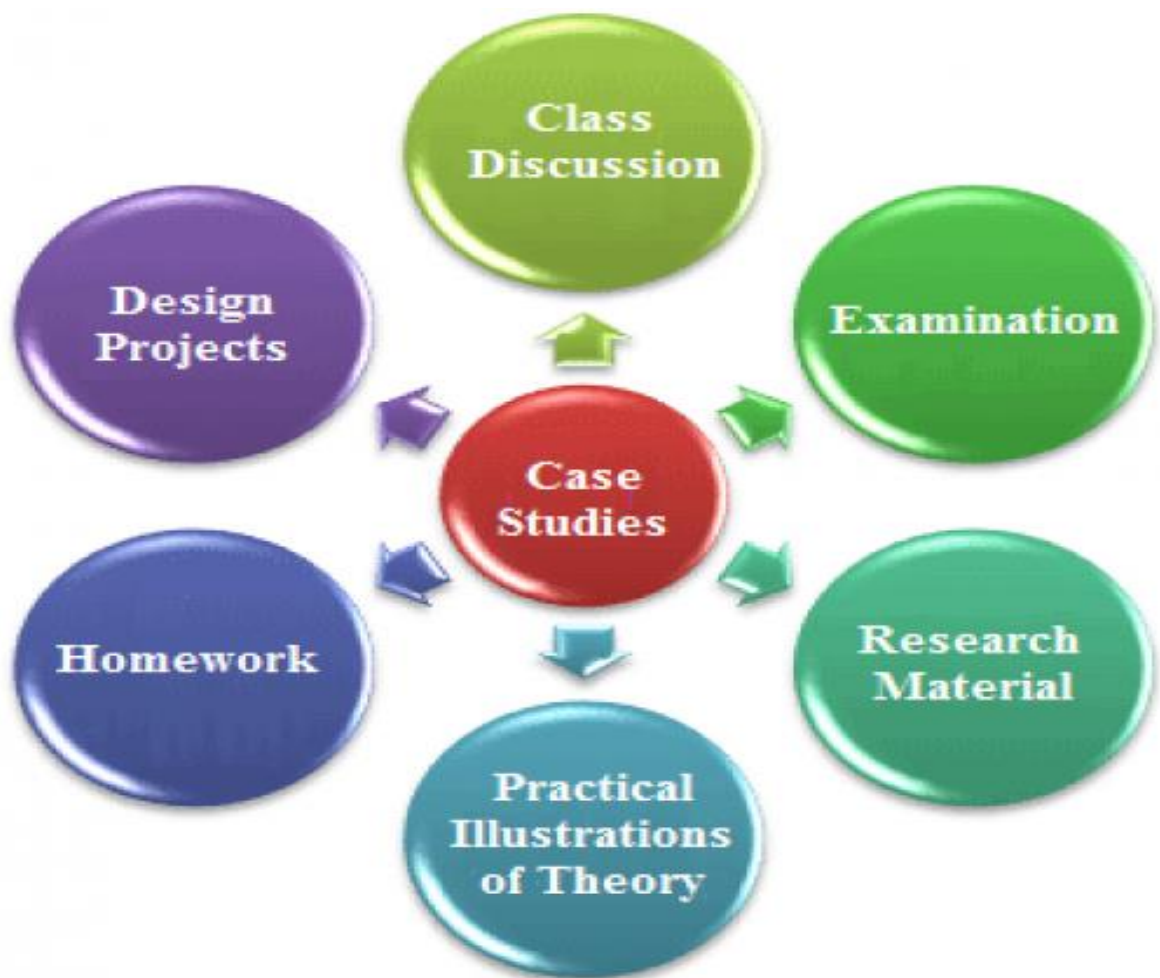 Class
Discussion
Design
Projects
Examination
Case
Studies
Homework
Research
Material
Practical
Illustrations
of Theory